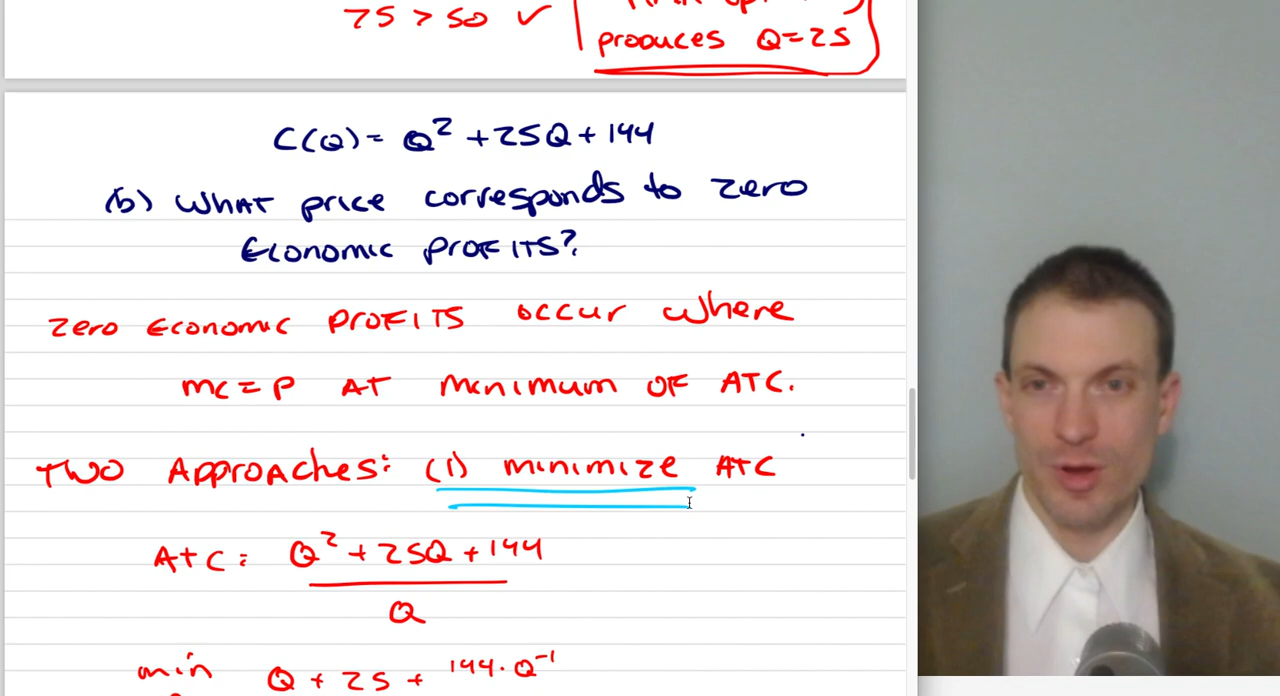 75 > 50 ✓
produces Q=25
C(Q) = Q² + 25Q + 144
(b) WHAT price corresponds to zero
ECONOMIC PROFITS?
Zero ECONOMIC PROFITS OCCUR where
MC = P AT MINIMUM OF ATC.
TWO Approaches: (1) minimize ATC
ATC = Q² + 25Q + 144
Q
min Q + 25 + 144·Q⁻¹